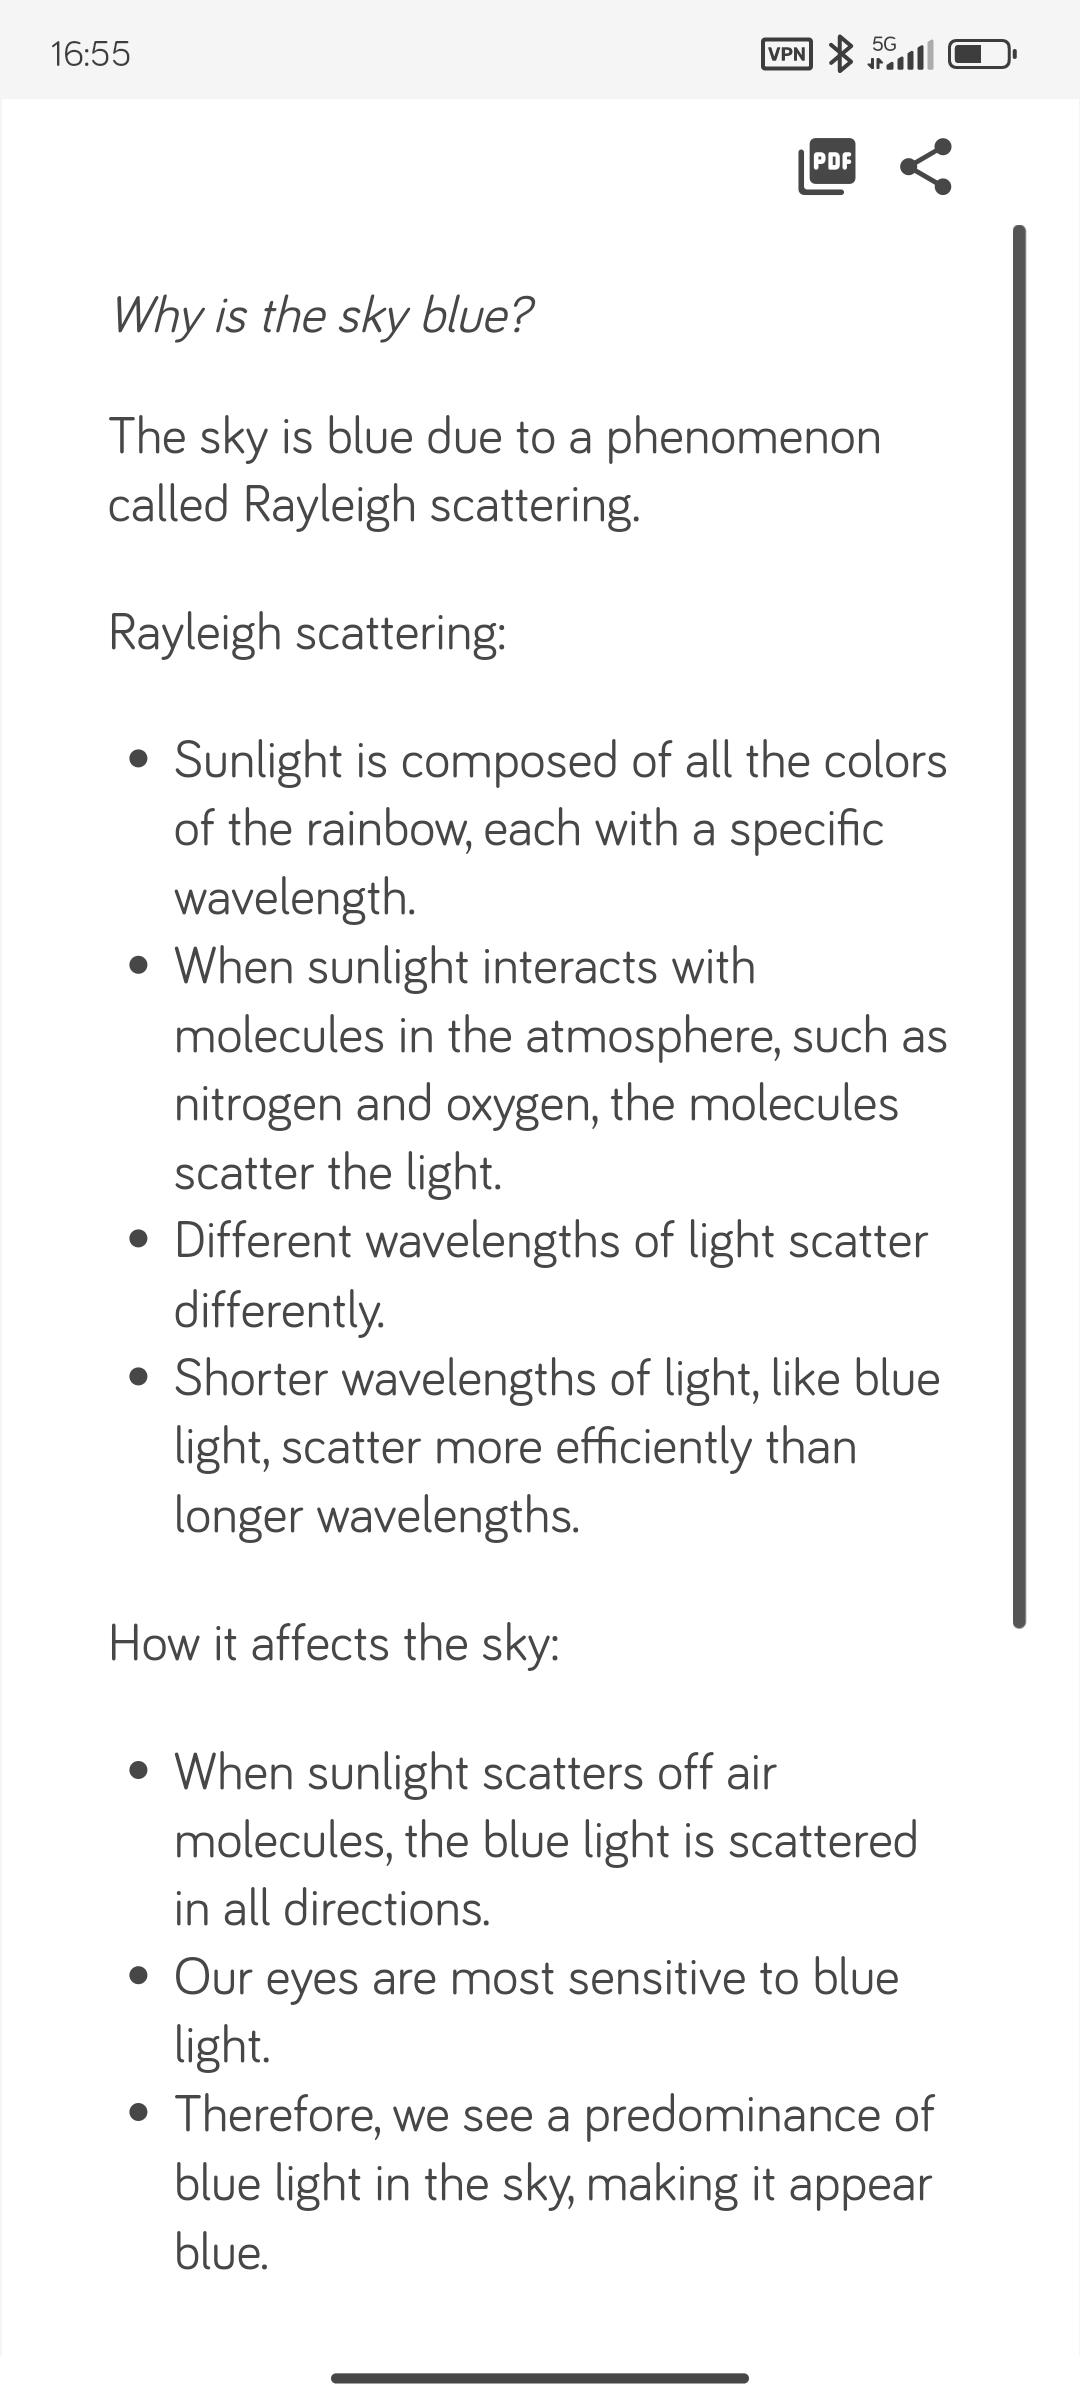 16:55
VPN
5G
PDF
Why is the sky blue?
The sky is blue due to a phenomenon
called Rayleigh scattering.
Rayleigh scattering:
• Sunlight is composed of all the colors
of the rainbow, each with a specific
wavelength.
• When sunlight interacts with
molecules in the atmosphere, such as
nitrogen and oxygen, the molecules
scatter the light.
• Different wavelengths of light scatter
differently.
• Shorter wavelengths of light, like blue
light, scatter more efficiently than
longer wavelengths.
How it affects the sky:
• When sunlight scatters off air
molecules, the blue light is scattered
in all directions.
• Our eyes are most sensitive to blue
light.
• Therefore, we see a predominance of
blue light in the sky, making it appear
blue.